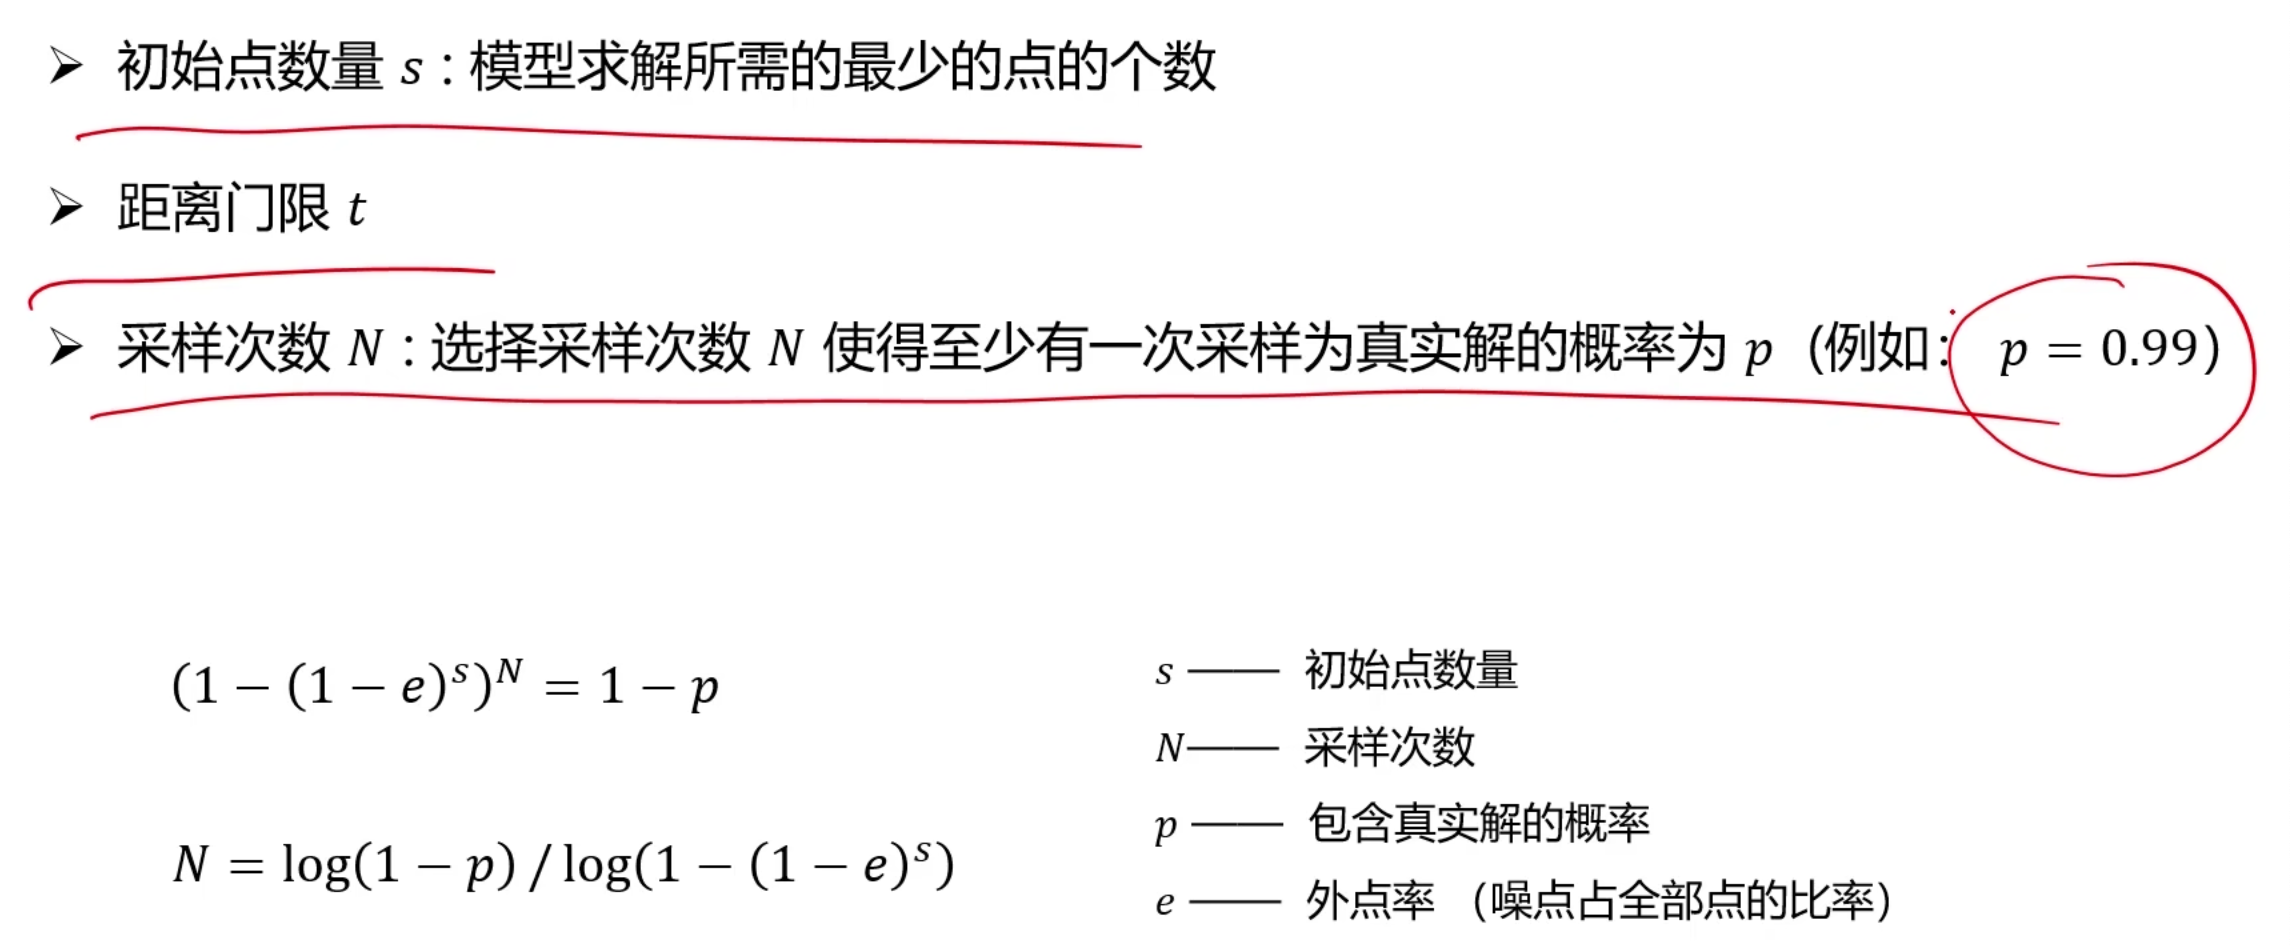 ➢ 初始点数量 s : 模型求解所需的最少的点的个数
➢ 距离门限 t
➢ 采样次数 N : 选择采样次数 N 使得至少有一次采样为真实解的概率为 p (例如： p = 0.99)
(1 − (1 − e)^s)^N = 1 − p
N = log(1 − p) / log(1 − (1 − e)^s)
s —— 初始点数量
N —— 采样次数
p —— 包含真实解的概率
e —— 外点率 （噪点占全部点的比率）